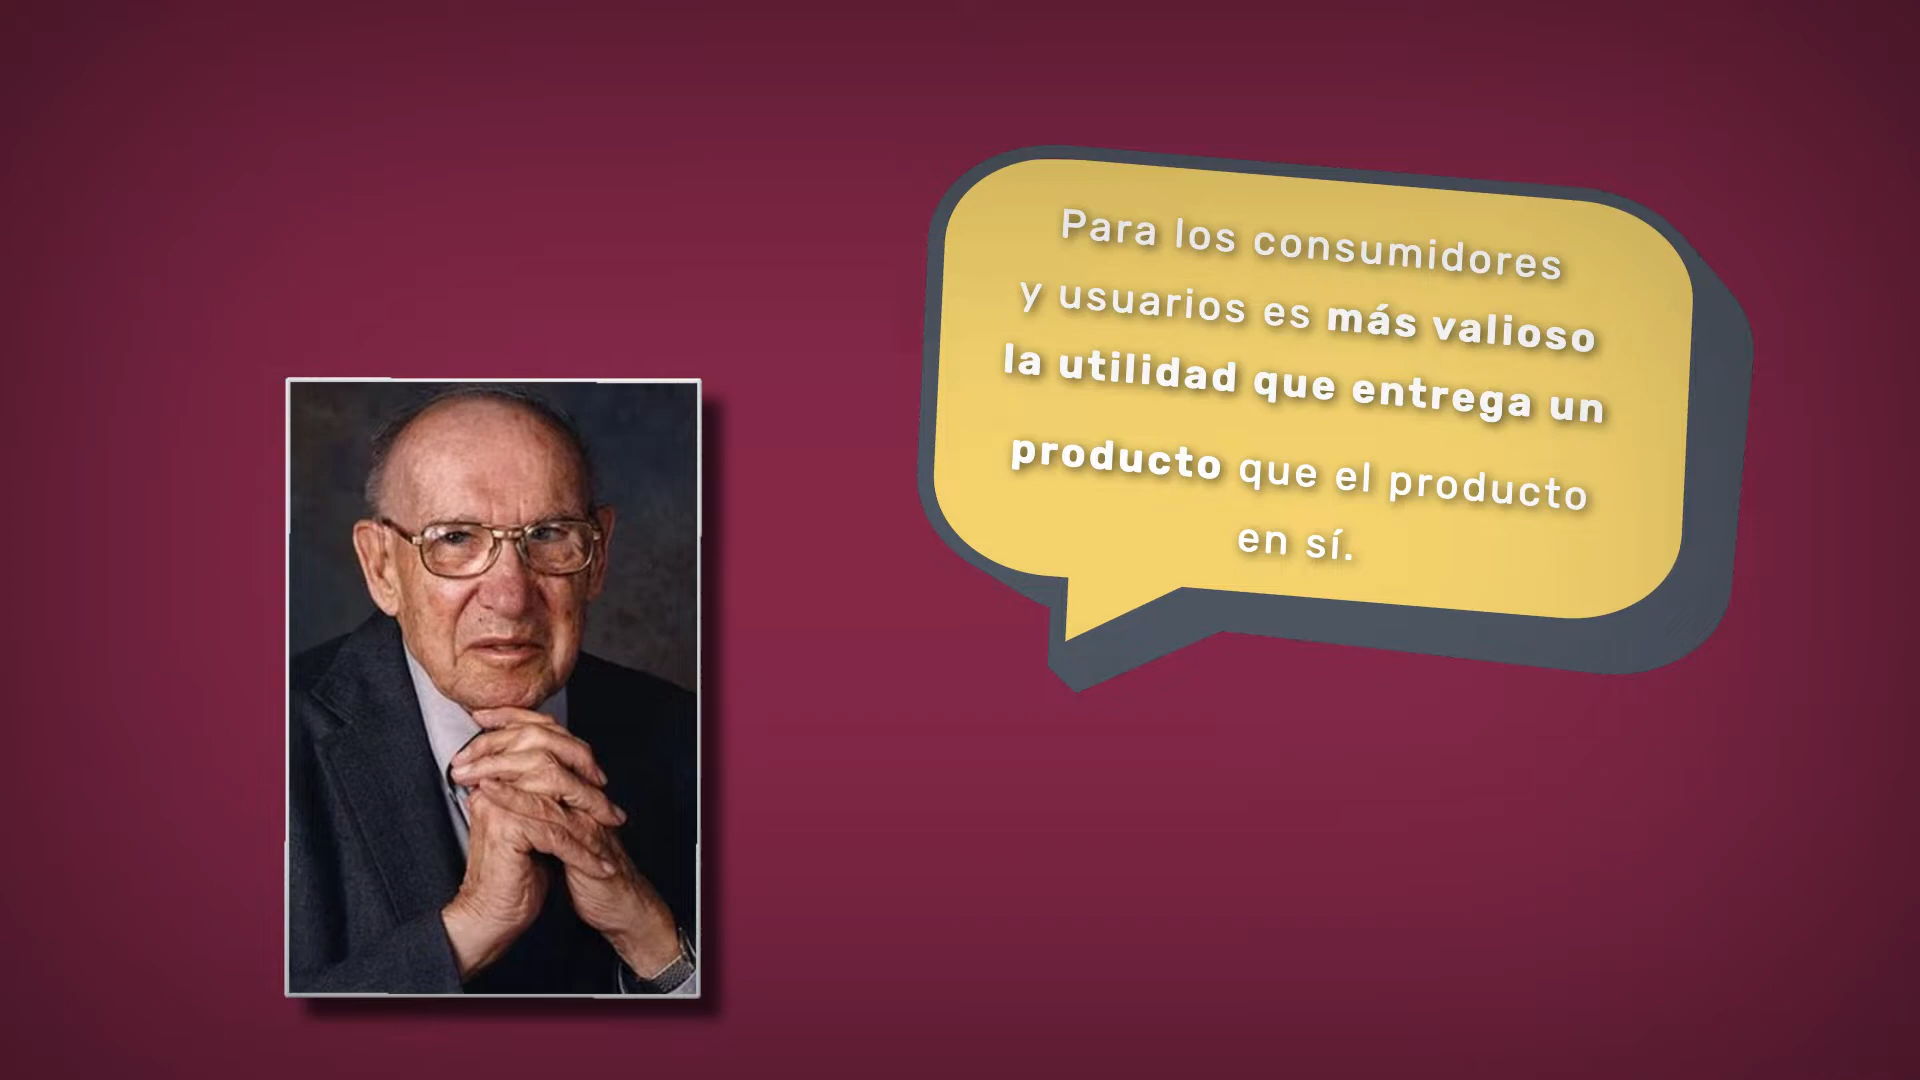 Para los consumidores
y usuarios es más valioso
la utilidad que entrega un
producto que el producto
en sí.